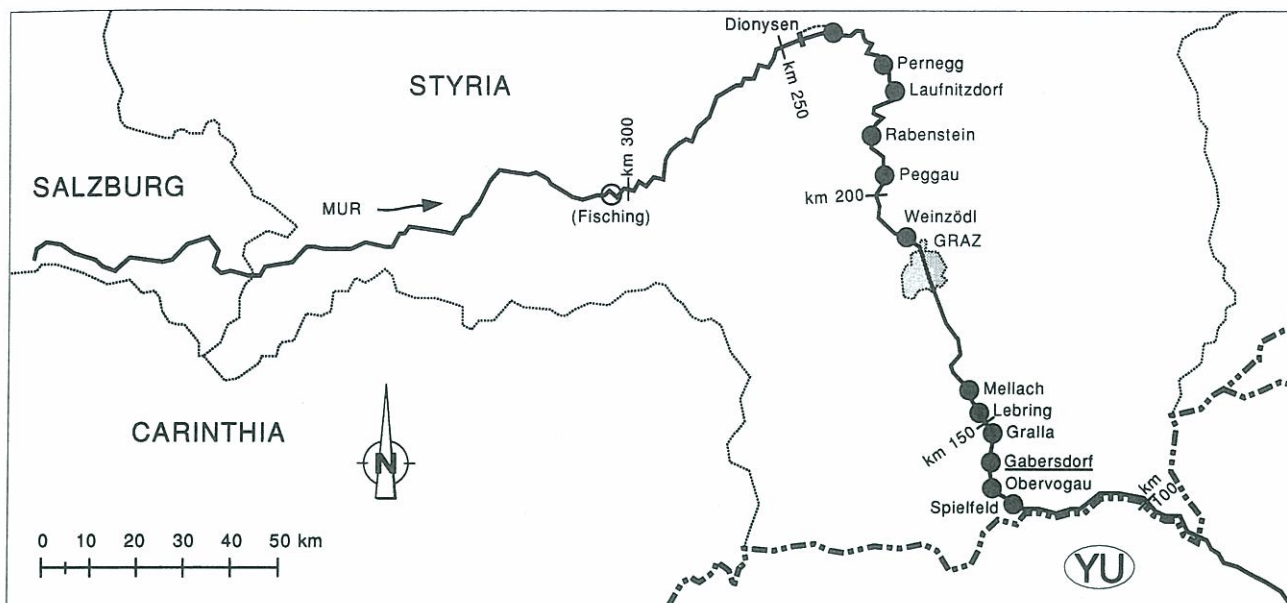 Dionysen
km 250
Pernegg
Laufnitzdorf
STYRIA
Rabenstein
km 300
Peggau
SALZBURG
km 200
MUR
(Fisching)
Weinzödl
GRAZ
Mellach
Lebring
km 150
Gralla
CARINTHIA
N
Gabersdorf
Obervogau
km 100
Spielfeld
0 10 20 30 40 50 km
YU